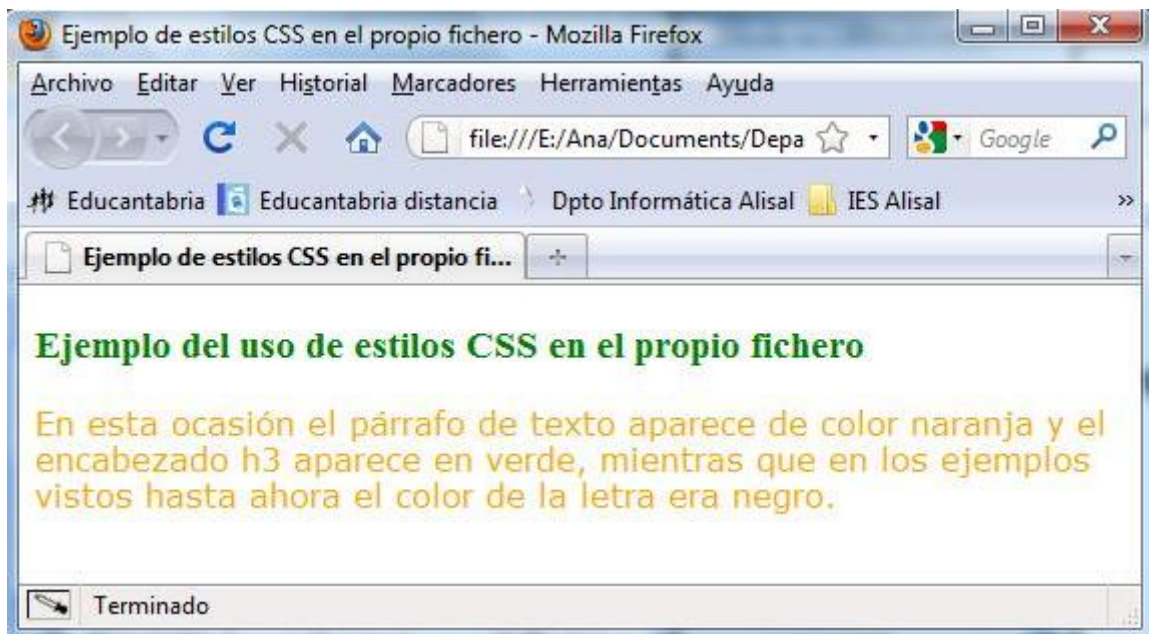 Ejemplo de estilos CSS en el propio fichero - Mozilla Firefox
Archivo Editar Ver Historial Marcadores Herramientas Ayuda
file:///E:/Ana/Documents/Depa Google
Educantabria Educantabria distancia Dpto Informática Alisal IES Alisal »
Ejemplo de estilos CSS en el propio fi...
Ejemplo del uso de estilos CSS en el propio fichero
En esta ocasión el párrafo de texto aparece de color naranja y el
encabezado h3 aparece en verde, mientras que en los ejemplos
vistos hasta ahora el color de la letra era negro.
Terminado